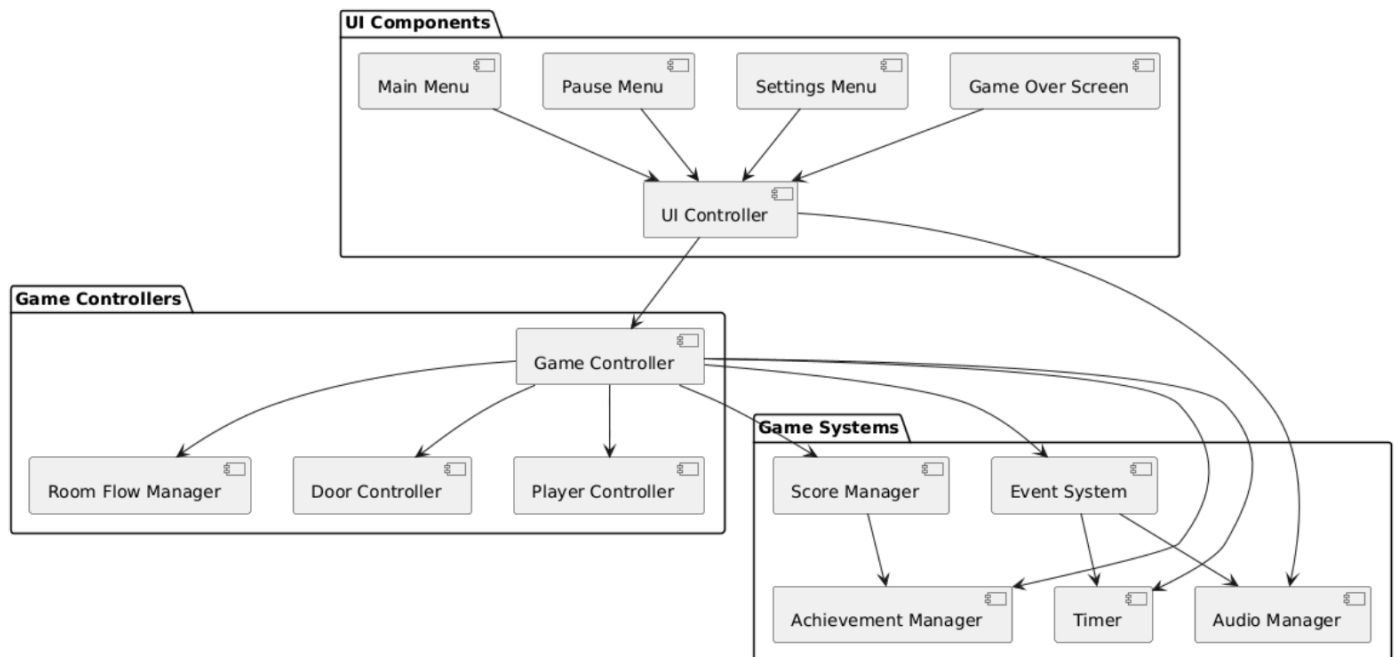 UI Components
Main Menu
Pause Menu
Settings Menu
Game Over Screen
UI Controller
Game Controllers
Game Controller
Room Flow Manager
Door Controller
Player Controller
Game Systems
Score Manager
Event System
Achievement Manager
Timer
Audio Manager